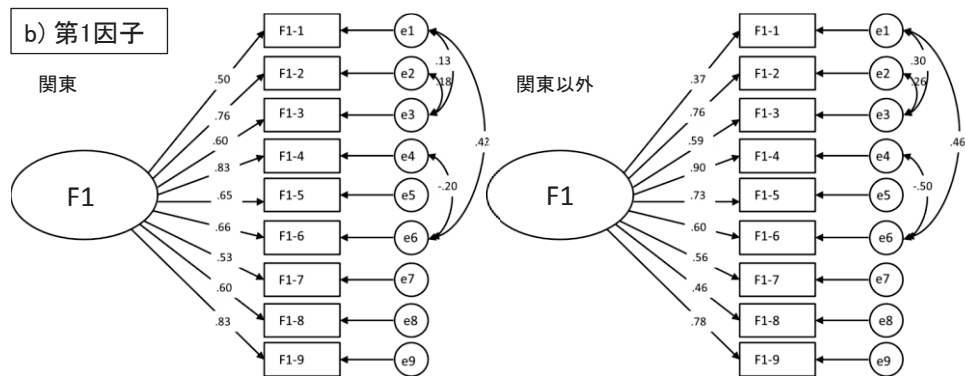 b) 第1因子
関東
F1
.50
.76
.60
.83
.65
.66
.53
.60
.83
F1-1
F1-2
F1-3
F1-4
F1-5
F1-6
F1-7
F1-8
F1-9
e1
e2
e3
e4
e5
e6
e7
e8
e9
.13
.18
-.20
.42
関東以外
F1
.37
.76
.59
.90
.73
.60
.56
.46
.78
F1-1
F1-2
F1-3
F1-4
F1-5
F1-6
F1-7
F1-8
F1-9
e1
e2
e3
e4
e5
e6
e7
e8
e9
.30
.26
-.50
.46